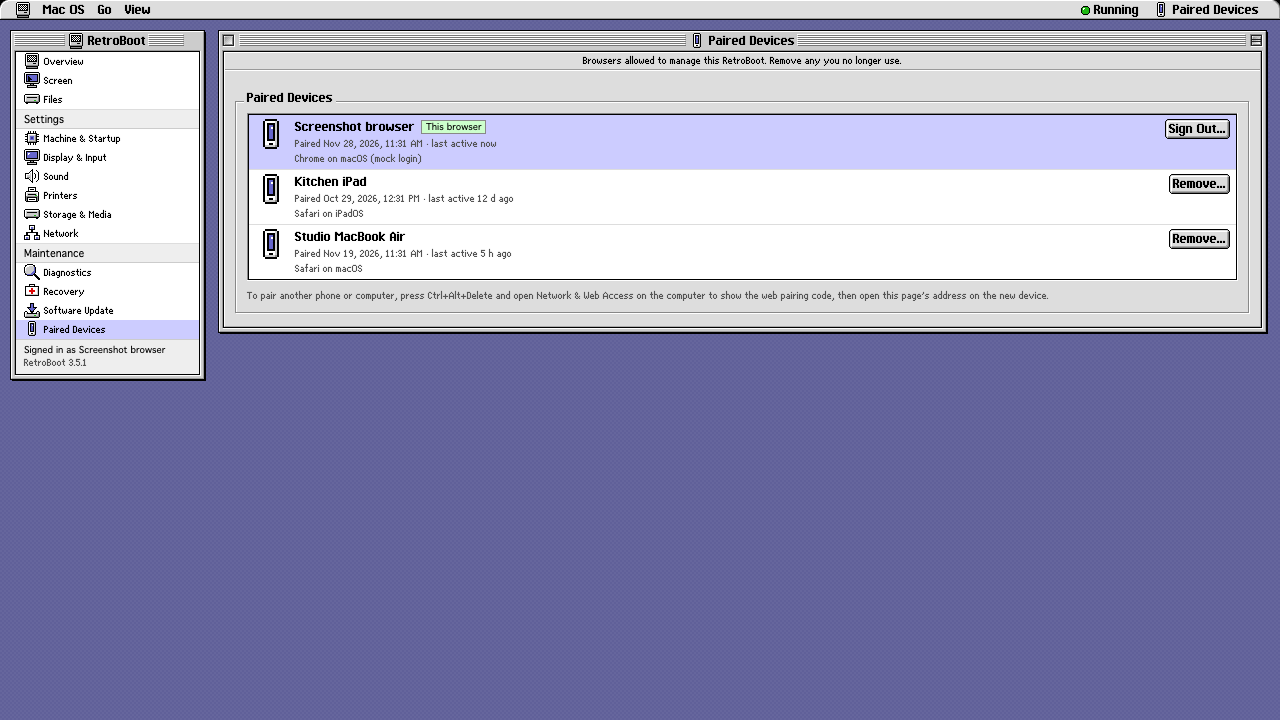 Mac OS Go View
Running Paired Devices
RetroBoot
Overview
Screen
Files
Settings
Machine & Startup
Display & Input
Sound
Printers
Storage & Media
Network
Maintenance
Diagnostics
Recovery
Software Update
Paired Devices
Signed in as Screenshot browser
RetroBoot 3.5.1
Paired Devices
Browsers allowed to manage this RetroBoot. Remove any you no longer use.
Paired Devices
Screenshot browser This browser
Paired Nov 28, 2026, 11:31 AM · last active now
Chrome on macOS (mock login)
Sign Out...
Kitchen iPad
Paired Oct 29, 2026, 12:31 PM · last active 12 d ago
Safari on iPadOS
Remove...
Studio MacBook Air
Paired Nov 19, 2026, 11:31 AM · last active 5 h ago
Safari on macOS
Remove...
To pair another phone or computer, press Ctrl+Alt+Delete and open Network & Web Access on the computer to show the web pairing code, then open this page's address on the new device.